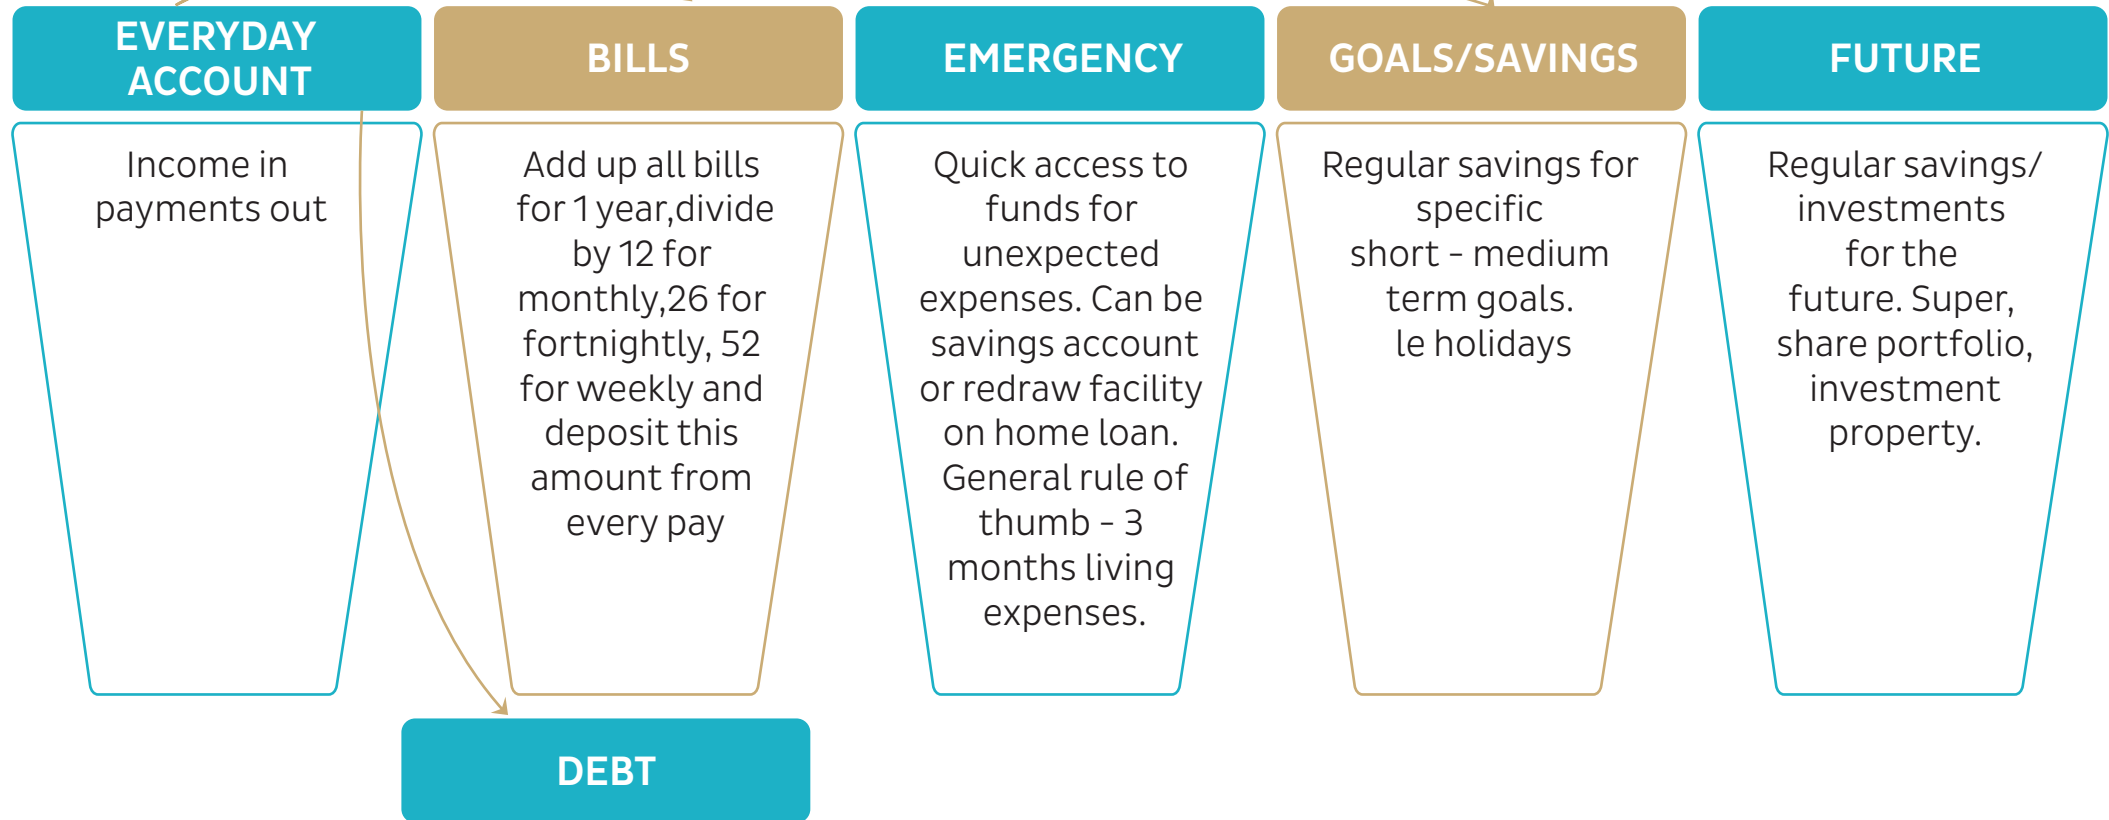 EVERYDAY
ACCOUNT
Income in
payments out
BILLS
Add up all bills
for 1 year,divide
by 12 for
monthly,26 for
fortnightly, 52
for weekly and
deposit this
amount from
every pay
EMERGENCY
Quick access to
funds for
unexpected
expenses. Can be
savings account
or redraw facility
on home loan.
General rule of
thumb - 3
months living
expenses.
GOALS/SAVINGS
Regular savings for
specific
short - medium
term goals.
Ie holidays
FUTURE
Regular savings/
investments
for the
future. Super,
share portfolio,
investment
property.
DEBT